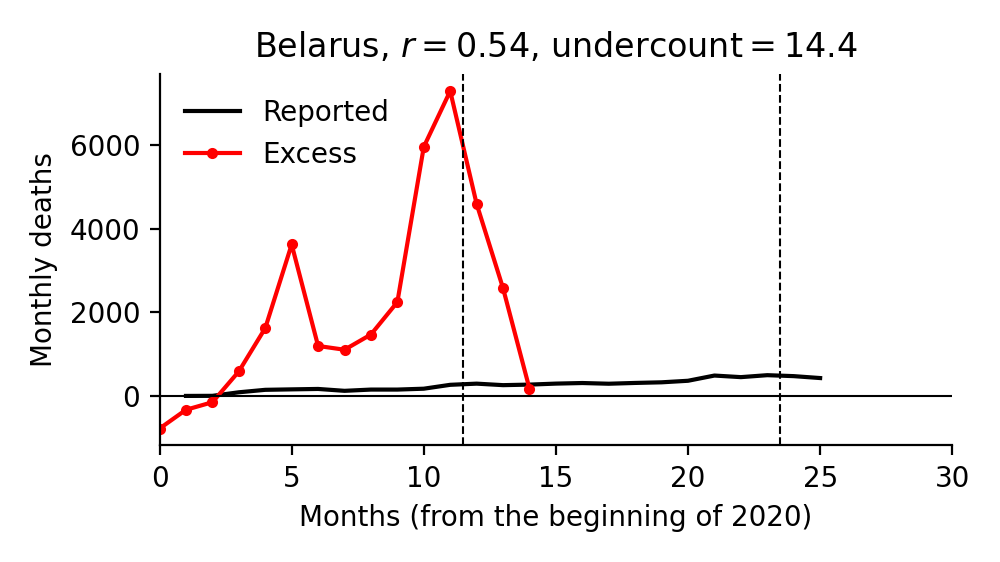 Belarus, r = 0.54, undercount = 14.4
Reported
Excess
Monthly deaths
6000
4000
2000
0
0 5 10 15 20 25 30
Months (from the beginning of 2020)